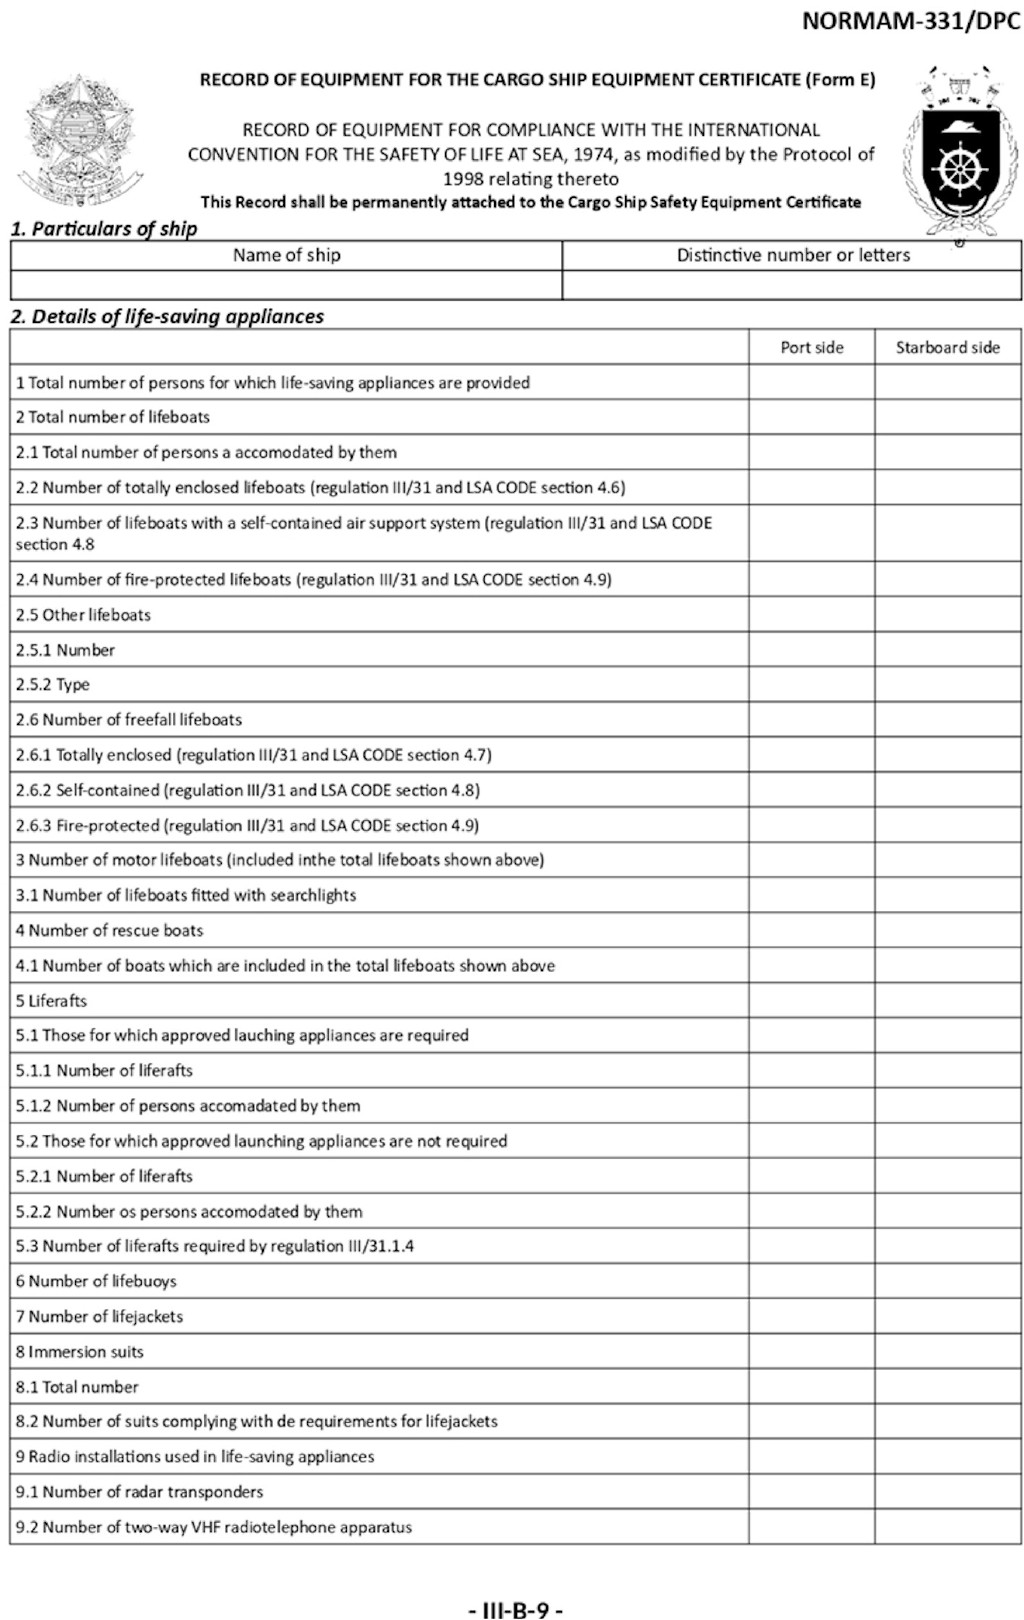 NORMAM-331/DPC
RECORD OF EQUIPMENT FOR THE CARGO SHIP EQUIPMENT CERTIFICATE (Form E)
RECORD OF EQUIPMENT FOR COMPLIANCE WITH THE INTERNATIONAL
CONVENTION FOR THE SAFETY OF LIFE AT SEA, 1974, as modified by the Protocol of
1998 relating thereto
This Record shall be permanently attached to the Cargo Ship Safety Equipment Certificate
1. Particulars of ship
Name of ship Distinctive number or letters
2. Details of life-saving appliances
Port side Starboard side
1 Total number of persons for which life-saving appliances are provided
2 Total number of lifeboats
2.1 Total number of persons a accomodated by them
2.2 Number of totally enclosed lifeboats (regulation III/31 and LSA CODE section 4.6)
2.3 Number of lifeboats with a self-contained air support system (regulation III/31 and LSA CODE
section 4.8
2.4 Number of fire-protected lifeboats (regulation III/31 and LSA CODE section 4.9)
2.5 Other lifeboats
2.5.1 Number
2.5.2 Type
2.6 Number of freefall lifeboats
2.6.1 Totally enclosed (regulation III/31 and LSA CODE section 4.7)
2.6.2 Self-contained (regulation III/31 and LSA CODE section 4.8)
2.6.3 Fire-protected (regulation III/31 and LSA CODE section 4.9)
3 Number of motor lifeboats (included inthe total lifeboats shown above)
3.1 Number of lifeboats fitted with searchlights
4 Number of rescue boats
4.1 Number of boats which are included in the total lifeboats shown above
5 Liferafts
5.1 Those for which approved lauching appliances are required
5.1.1 Number of liferafts
5.1.2 Number of persons accomadated by them
5.2 Those for which approved launching appliances are not required
5.2.1 Number of liferafts
5.2.2 Number os persons accomodated by them
5.3 Number of liferafts required by regulation III/31.1.4
6 Number of lifebuoys
7 Number of lifejackets
8 Immersion suits
8.1 Total number
8.2 Number of suits complying with de requirements for lifejackets
9 Radio installations used in life-saving appliances
9.1 Number of radar transponders
9.2 Number of two-way VHF radiotelephone apparatus
- III-B-9 -